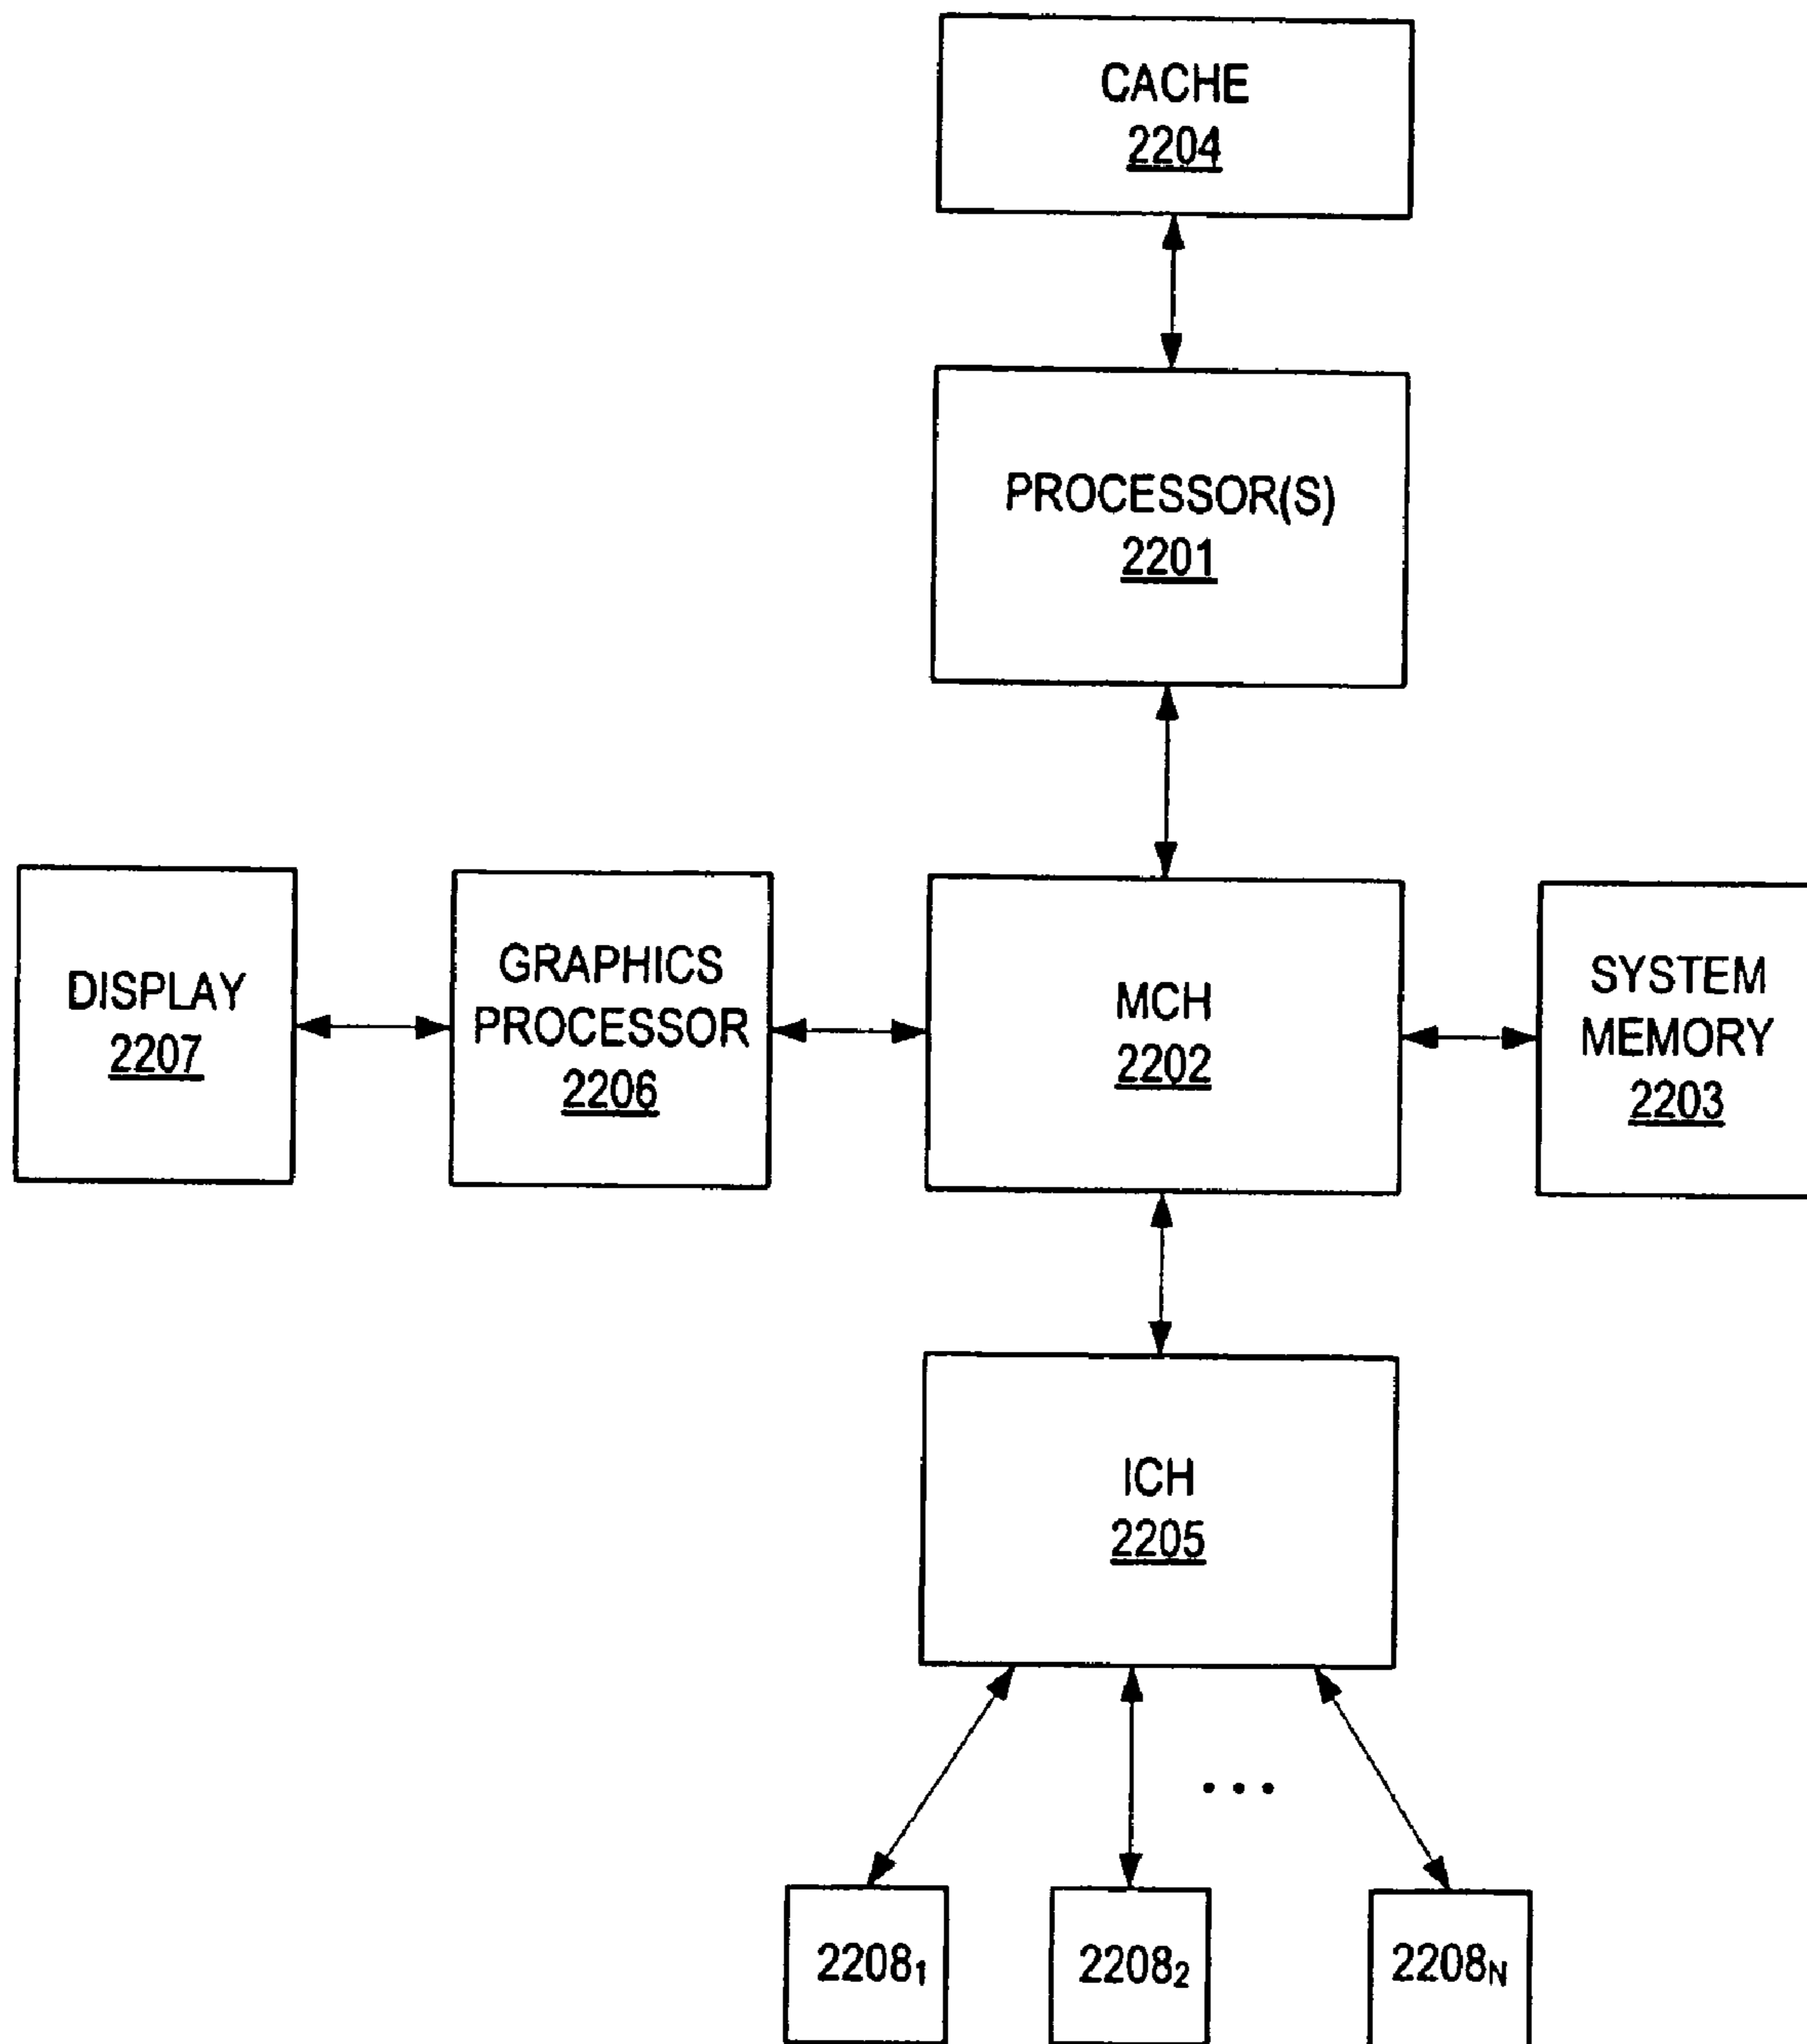 CACHE
2204
PROCESSOR(S)
2201
DISPLAY
2207
GRAPHICS
PROCESSOR
2206
MCH
2202
SYSTEM
MEMORY
2203
ICH
2205
• • •
2208₁
2208₂
2208N